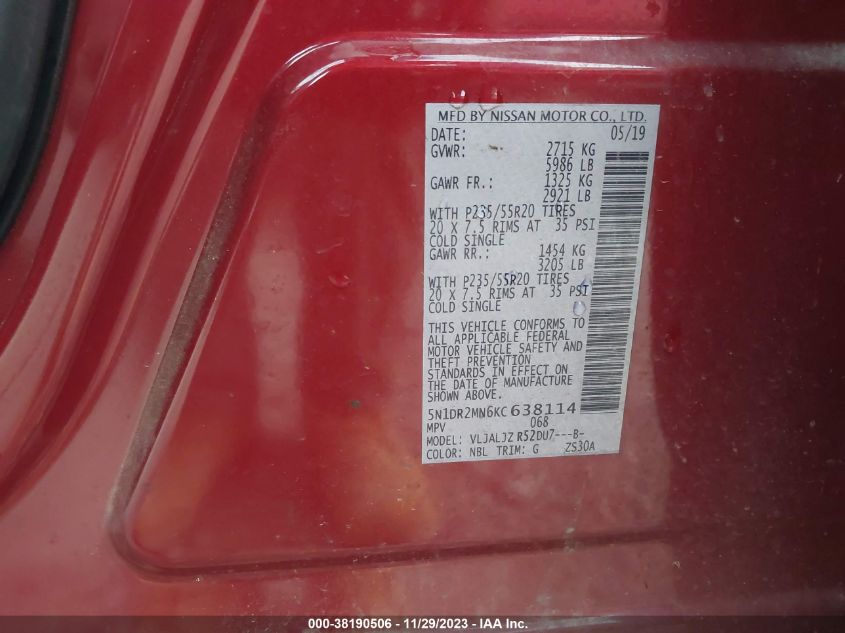 MFD BY NISSAN MOTOR CO., LTD.
DATE: 05/19
GVWR: 2715 KG
5986 LB
GAWR FR.: 1325 KG
2921 LB
WITH P235/55R20 TIRES
20 X 7.5 RIMS AT 35 PSI
COLD SINGLE
GAWR RR.: 1454 KG
3205 LB
WITH P235/55R20 TIRES
20 X 7.5 RIMS AT 35 PSI
COLD SINGLE
THIS VEHICLE CONFORMS TO
ALL APPLICABLE FEDERAL
MOTOR VEHICLE SAFETY AND
THEFT PREVENTION
STANDARDS IN EFFECT ON
THE DATE OF MANUFACTURE
SHOWN ABOVE.
5N1DR2MN6KC638114
MPV 068
MODEL: VLJALJZ R52DU7---B-
COLOR: NBL TRIM: G ZS30A
000-38190506 - 11/29/2023 - VLJAA Inc.